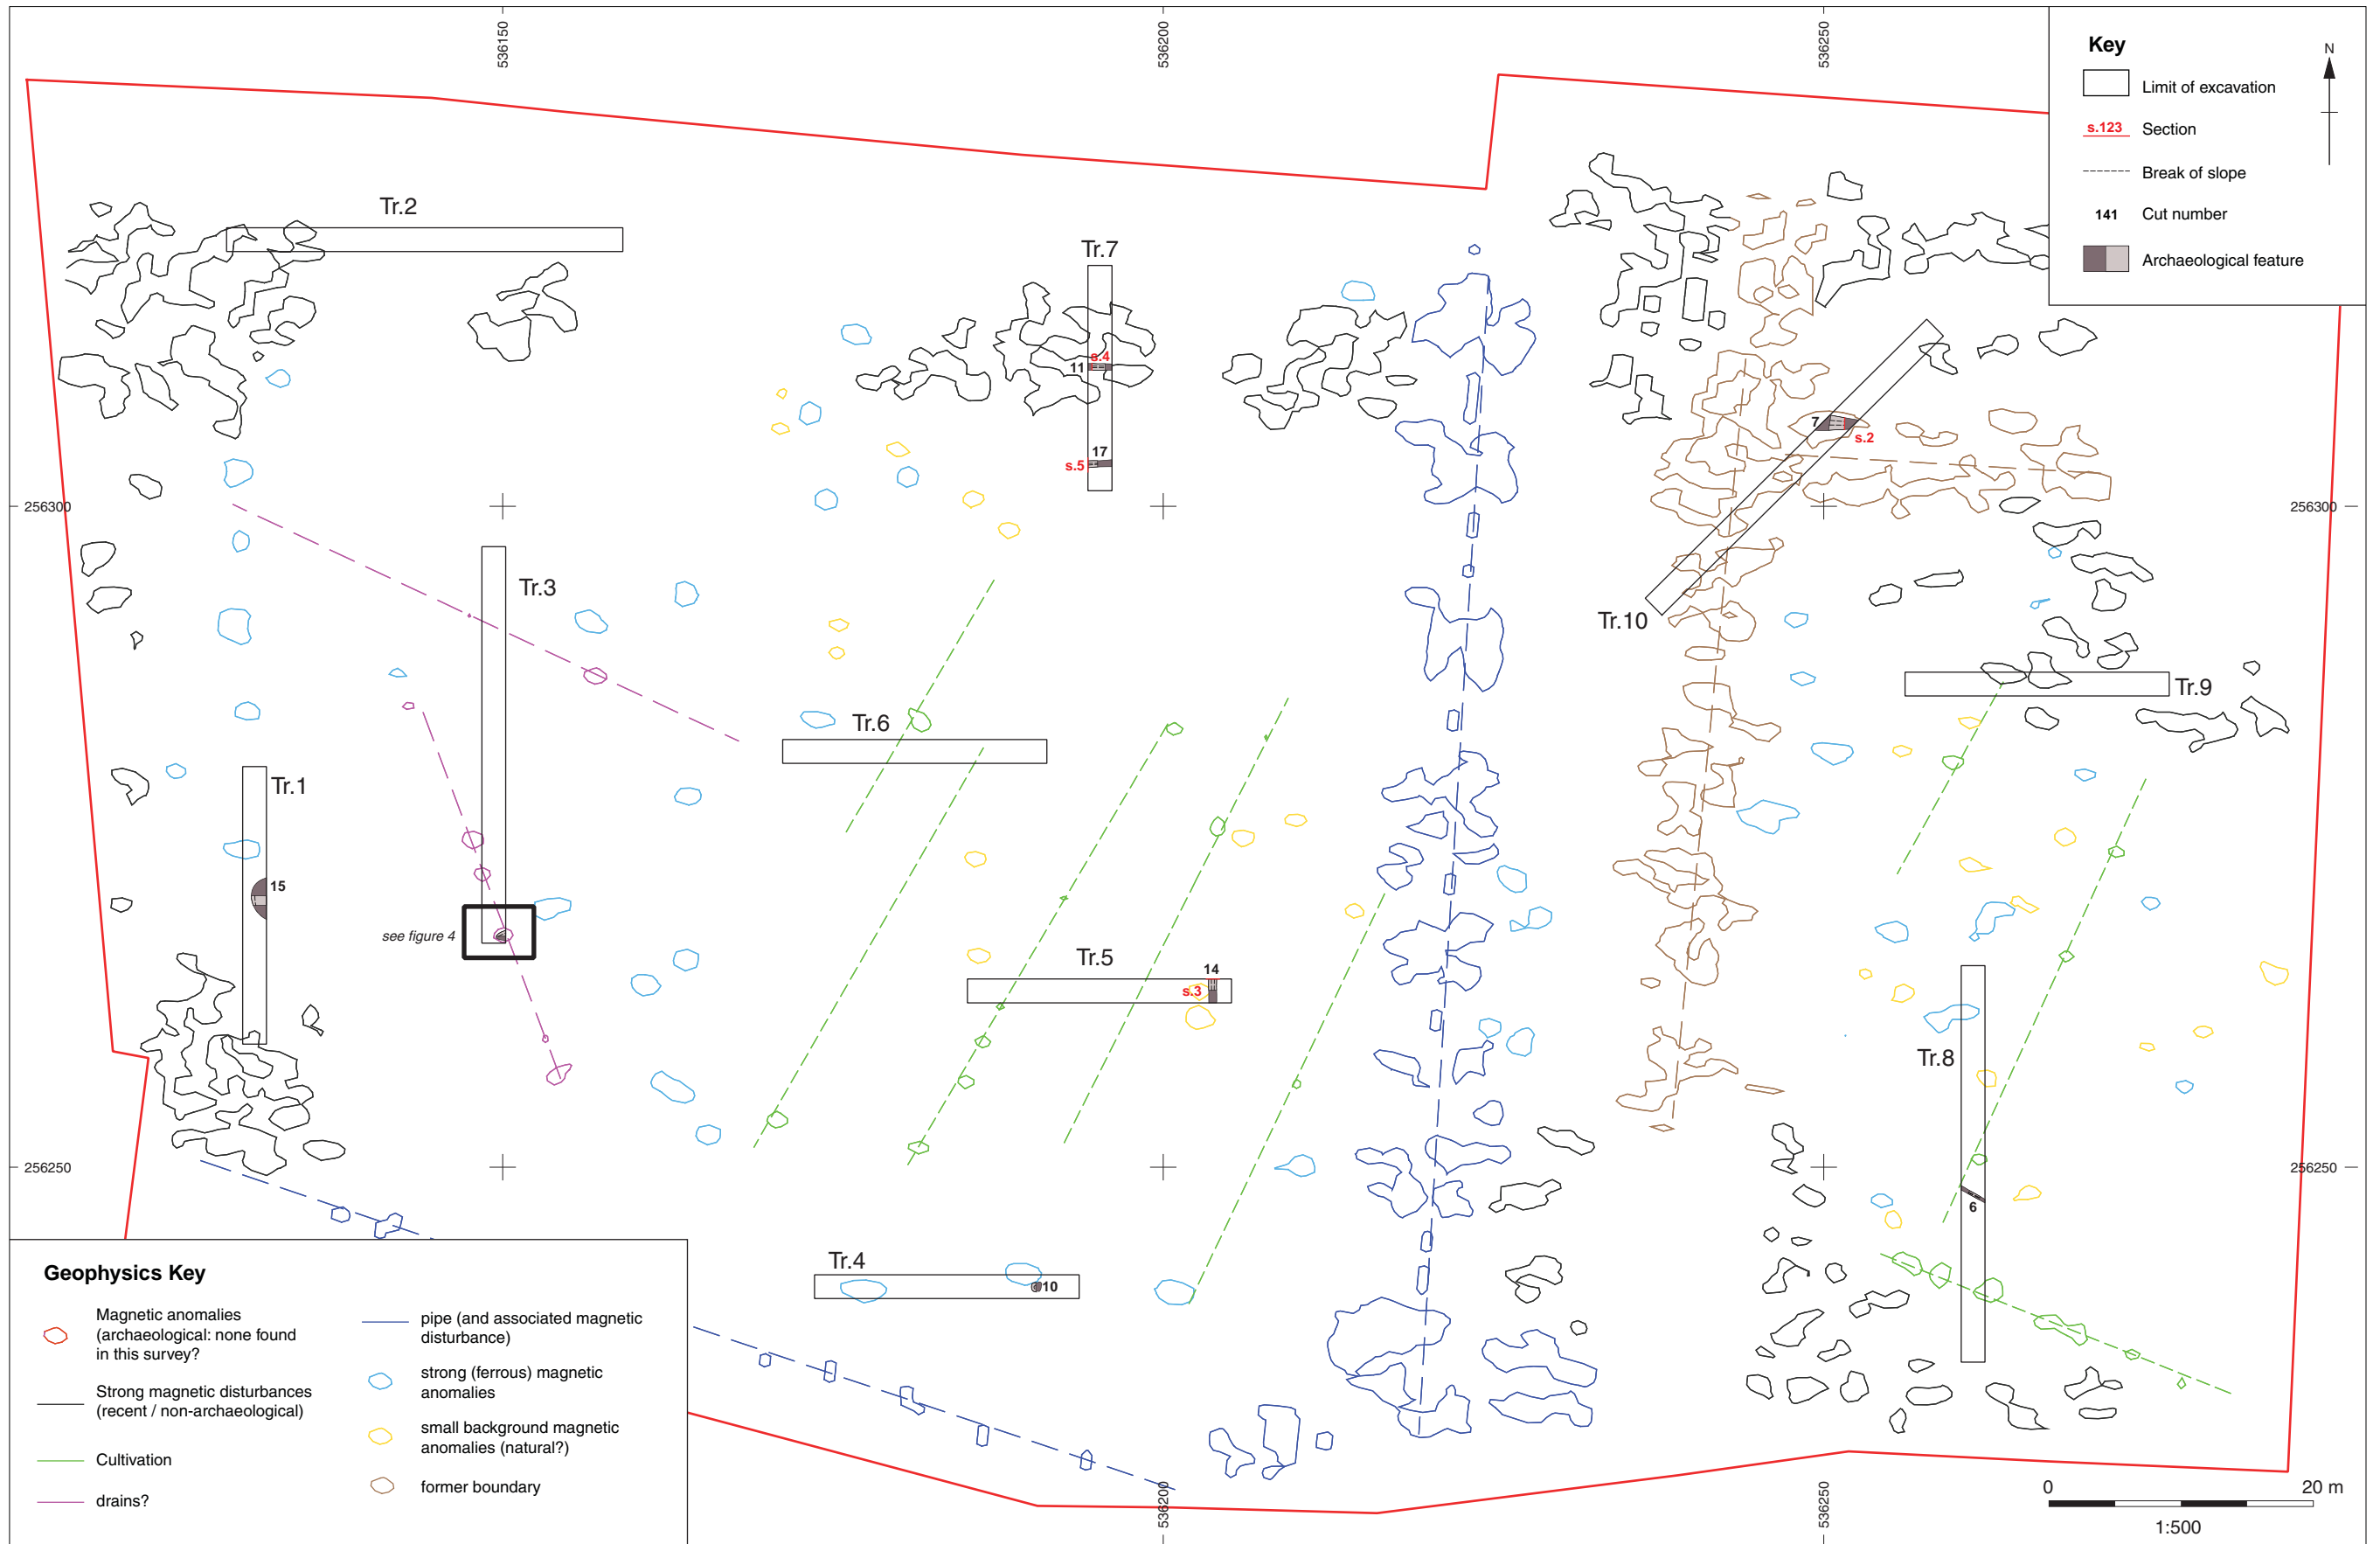 536150
536200
536250
Key
N
Limit of excavation
s.123
Section
Break of slope
141
Cut number
Archaeological feature
Tr.2
Tr.7
s.4
11
17
s.5
7
s.2
256300
256300
Tr.3
Tr.10
Tr.6
Tr.9
Tr.1
15
see figure 4
Tr.5
14
s.3
Tr.8
256250
256250
6
Tr.4
10
Geophysics Key
Magnetic anomalies
(archaeological: none found
in this survey?
Strong magnetic disturbances
(recent / non-archaeological)
Cultivation
drains?
pipe (and associated magnetic
disturbance)
strong (ferrous) magnetic
anomalies
small background magnetic
anomalies (natural?)
former boundary
536200
536250
0
20 m
1:500